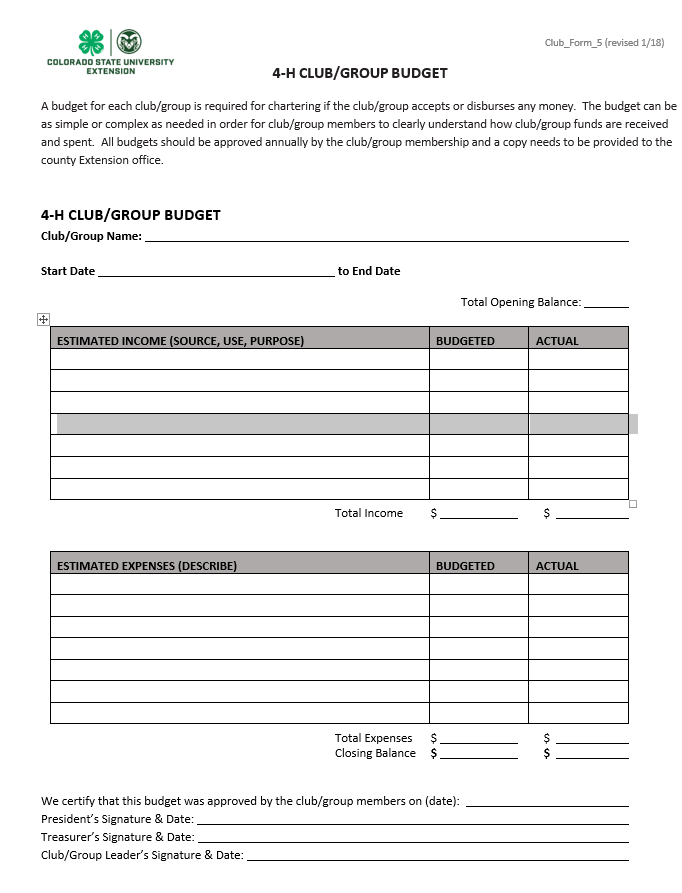 COLORADO STATE UNIVERSITY
EXTENSION
Club_Form_5 (revised 1/18)
4-H CLUB/GROUP BUDGET
A budget for each club/group is required for chartering if the club/group accepts or disburses any money.  The budget can be
as simple or complex as needed in order for club/group members to clearly understand how club/group funds are received
and spent.  All budgets should be approved annually by the club/group membership and a copy needs to be provided to the
county Extension office.
4-H CLUB/GROUP BUDGET
Club/Group Name:
Start Date to End Date
Total Opening Balance:
ESTIMATED INCOME (SOURCE, USE, PURPOSE) BUDGETED ACTUAL
Total Income $ $
ESTIMATED EXPENSES (DESCRIBE) BUDGETED ACTUAL
Total Expenses $ $
Closing Balance $ $
We certify that this budget was approved by the club/group members on (date):
President's Signature & Date:
Treasurer's Signature & Date:
Club/Group Leader's Signature & Date: